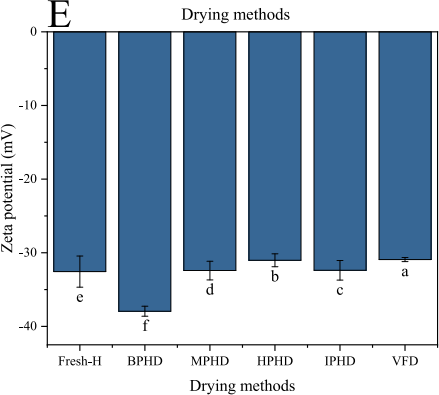 E
Drying methods
0
-10
-20
-30
-40
Zeta potential (mV)
e
f
d
b
c
a
Fresh-H BPHD MPHD HPHD IPHD VFD
Drying methods